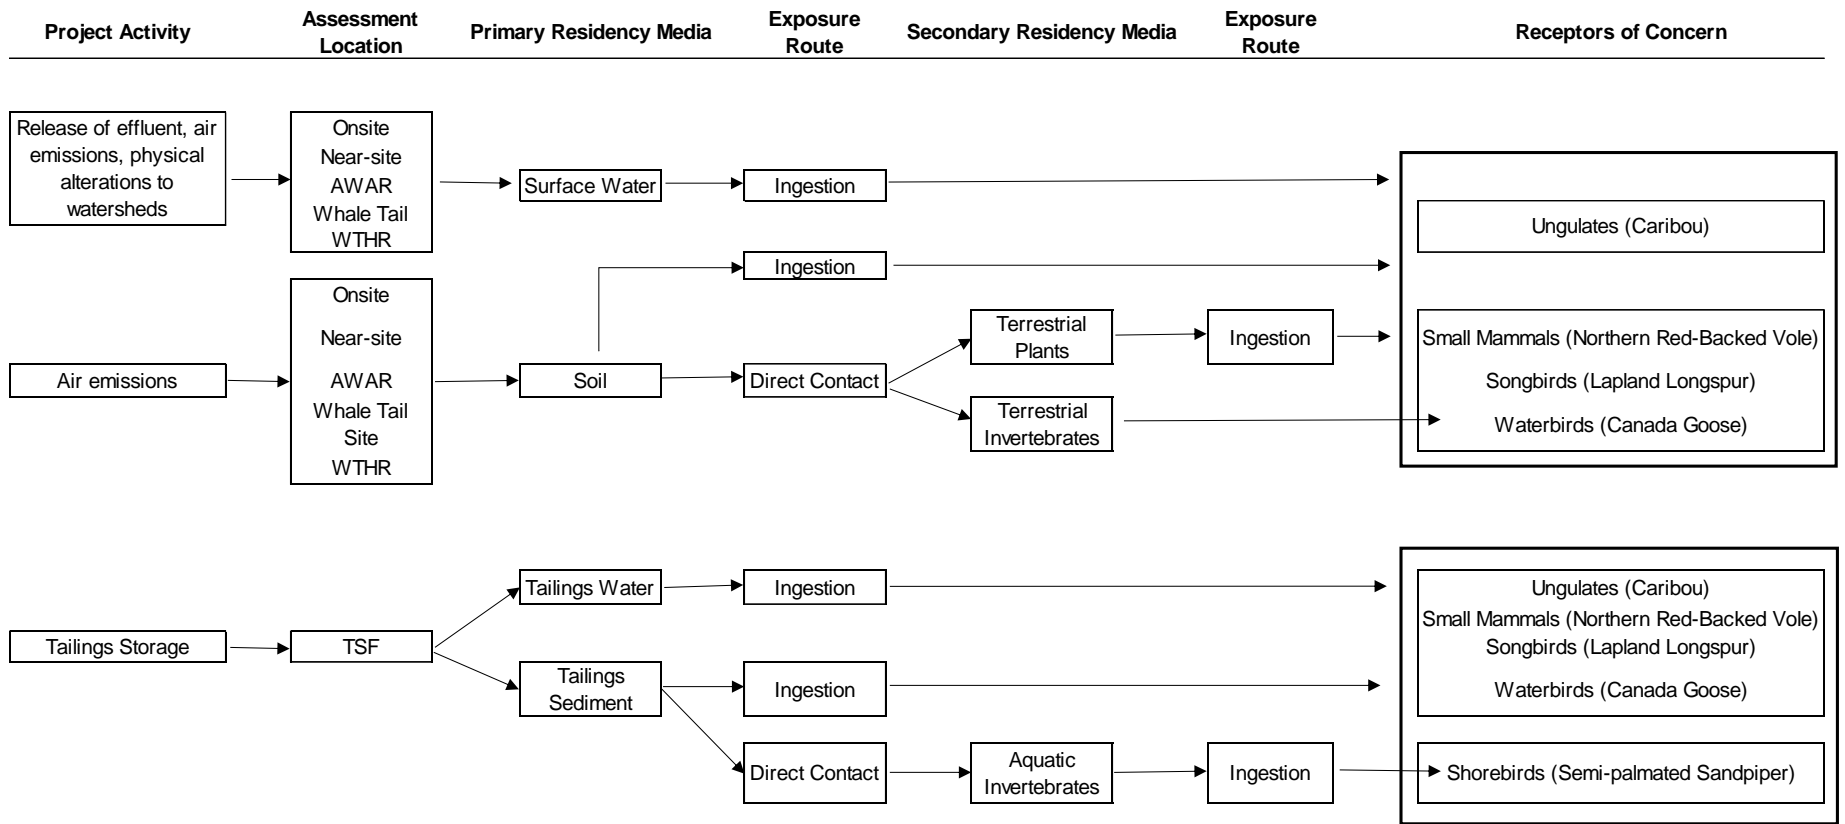 Project Activity
Assessment
Location
Primary Residency Media
Exposure
Route
Secondary Residency Media
Exposure
Route
Receptors of Concern
Release of effluent, air
emissions, physical
alterations to
watersheds
Onsite
Near-site
AWAR
Whale Tail
WTHR
Surface Water
Ingestion
Ungulates (Caribou)
Ingestion
Air emissions
Onsite
Near-site
AWAR
Whale Tail
Site
WTHR
Soil
Direct Contact
Terrestrial
Plants
Ingestion
Terrestrial
Invertebrates
Small Mammals (Northern Red-Backed Vole)
Songbirds (Lapland Longspur)
Waterbirds (Canada Goose)
Tailings Storage
TSF
Tailings Water
Ingestion
Tailings
Sediment
Ingestion
Ungulates (Caribou)
Small Mammals (Northern Red-Backed Vole)
Songbirds (Lapland Longspur)
Waterbirds (Canada Goose)
Direct Contact
Aquatic
Invertebrates
Ingestion
Shorebirds (Semi-palmated Sandpiper)